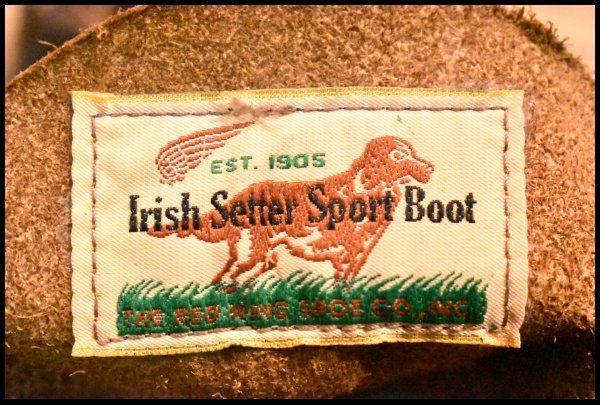 EST. 1905
Irish Setter Sport Boot
THE RED WING SHOE CO., INC.